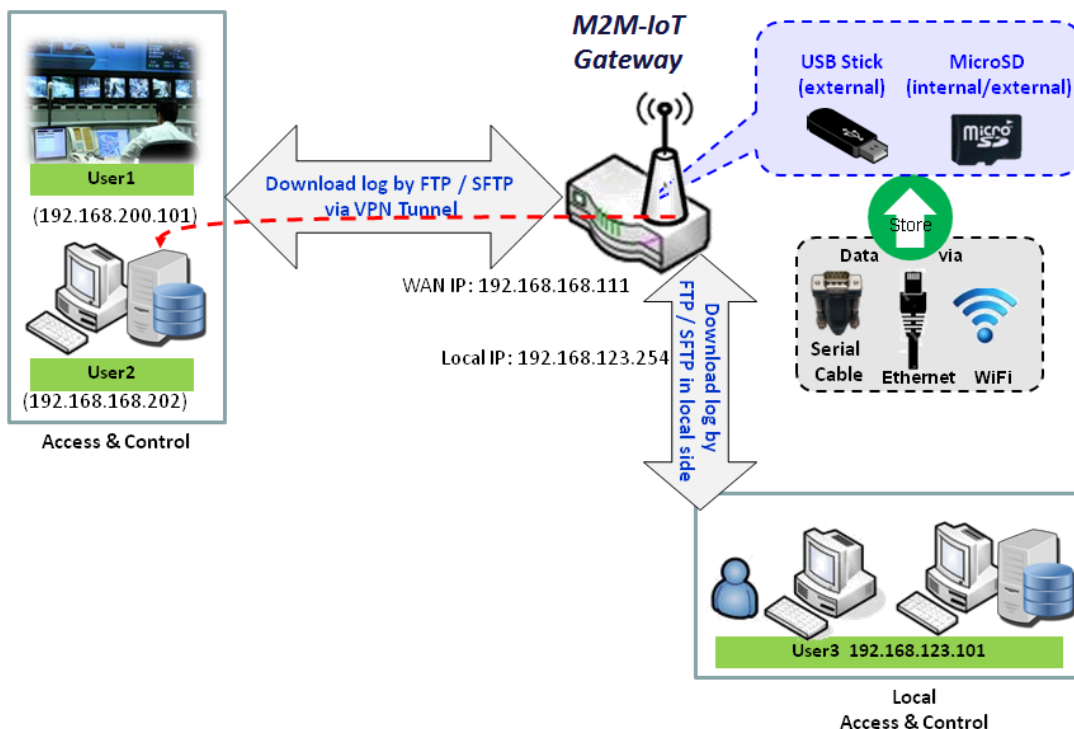 M2M-IoT
Gateway
USB Stick
(external)
MicroSD
(internal/external)
micro
SD
User1
(192.168.200.101)
Download log by FTP / SFTP
via VPN Tunnel
Store
Data via
WAN IP: 192.168.168.111
Local IP: 192.168.123.254
Download log by
FTP / SFTP in local side
Serial
Cable
Ethernet
WiFi
User2
(192.168.168.202)
Access & Control
User3 192.168.123.101
Local
Access & Control